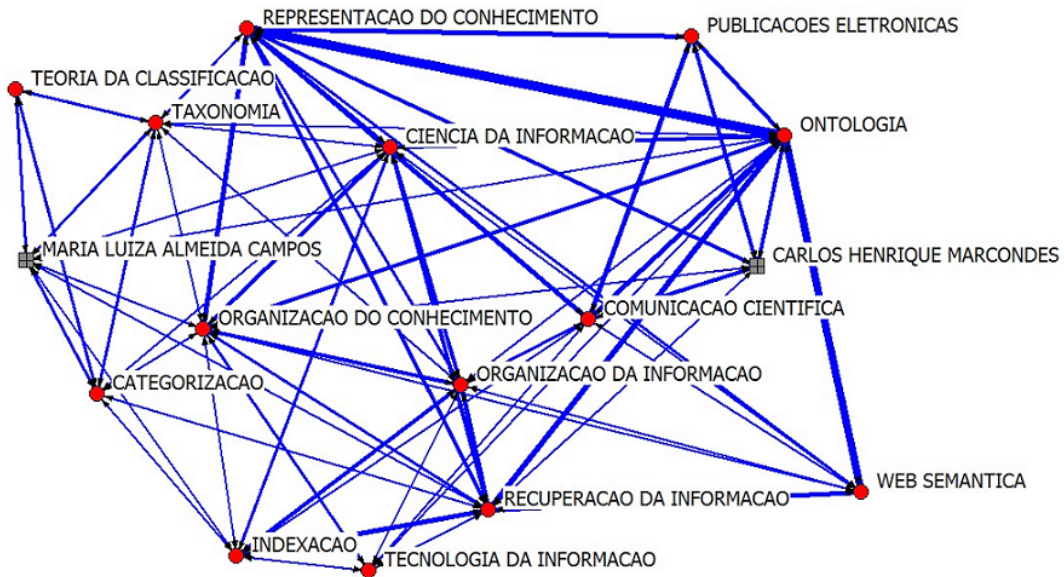 REPRESENTACAO DO CONHECIMENTO
PUBLICACOES ELETRONICAS
TEORIA DA CLASSIFICACAO
TAXONOMIA
CIENCIA DA INFORMACAO
ONTOLOGIA
MARIA LUIZA ALMEIDA CAMPOS
CARLOS HENRIQUE MARCONDES
ORGANIZACAO DO CONHECIMENTO
COMUNICACAO CIENTIFICA
CATEGORIZACAO
ORGANIZACAO DA INFORMACAO
WEB SEMANTICA
RECUPERACAO DA INFORMACAO
INDEXACAO
TECNOLOGIA DA INFORMACAO